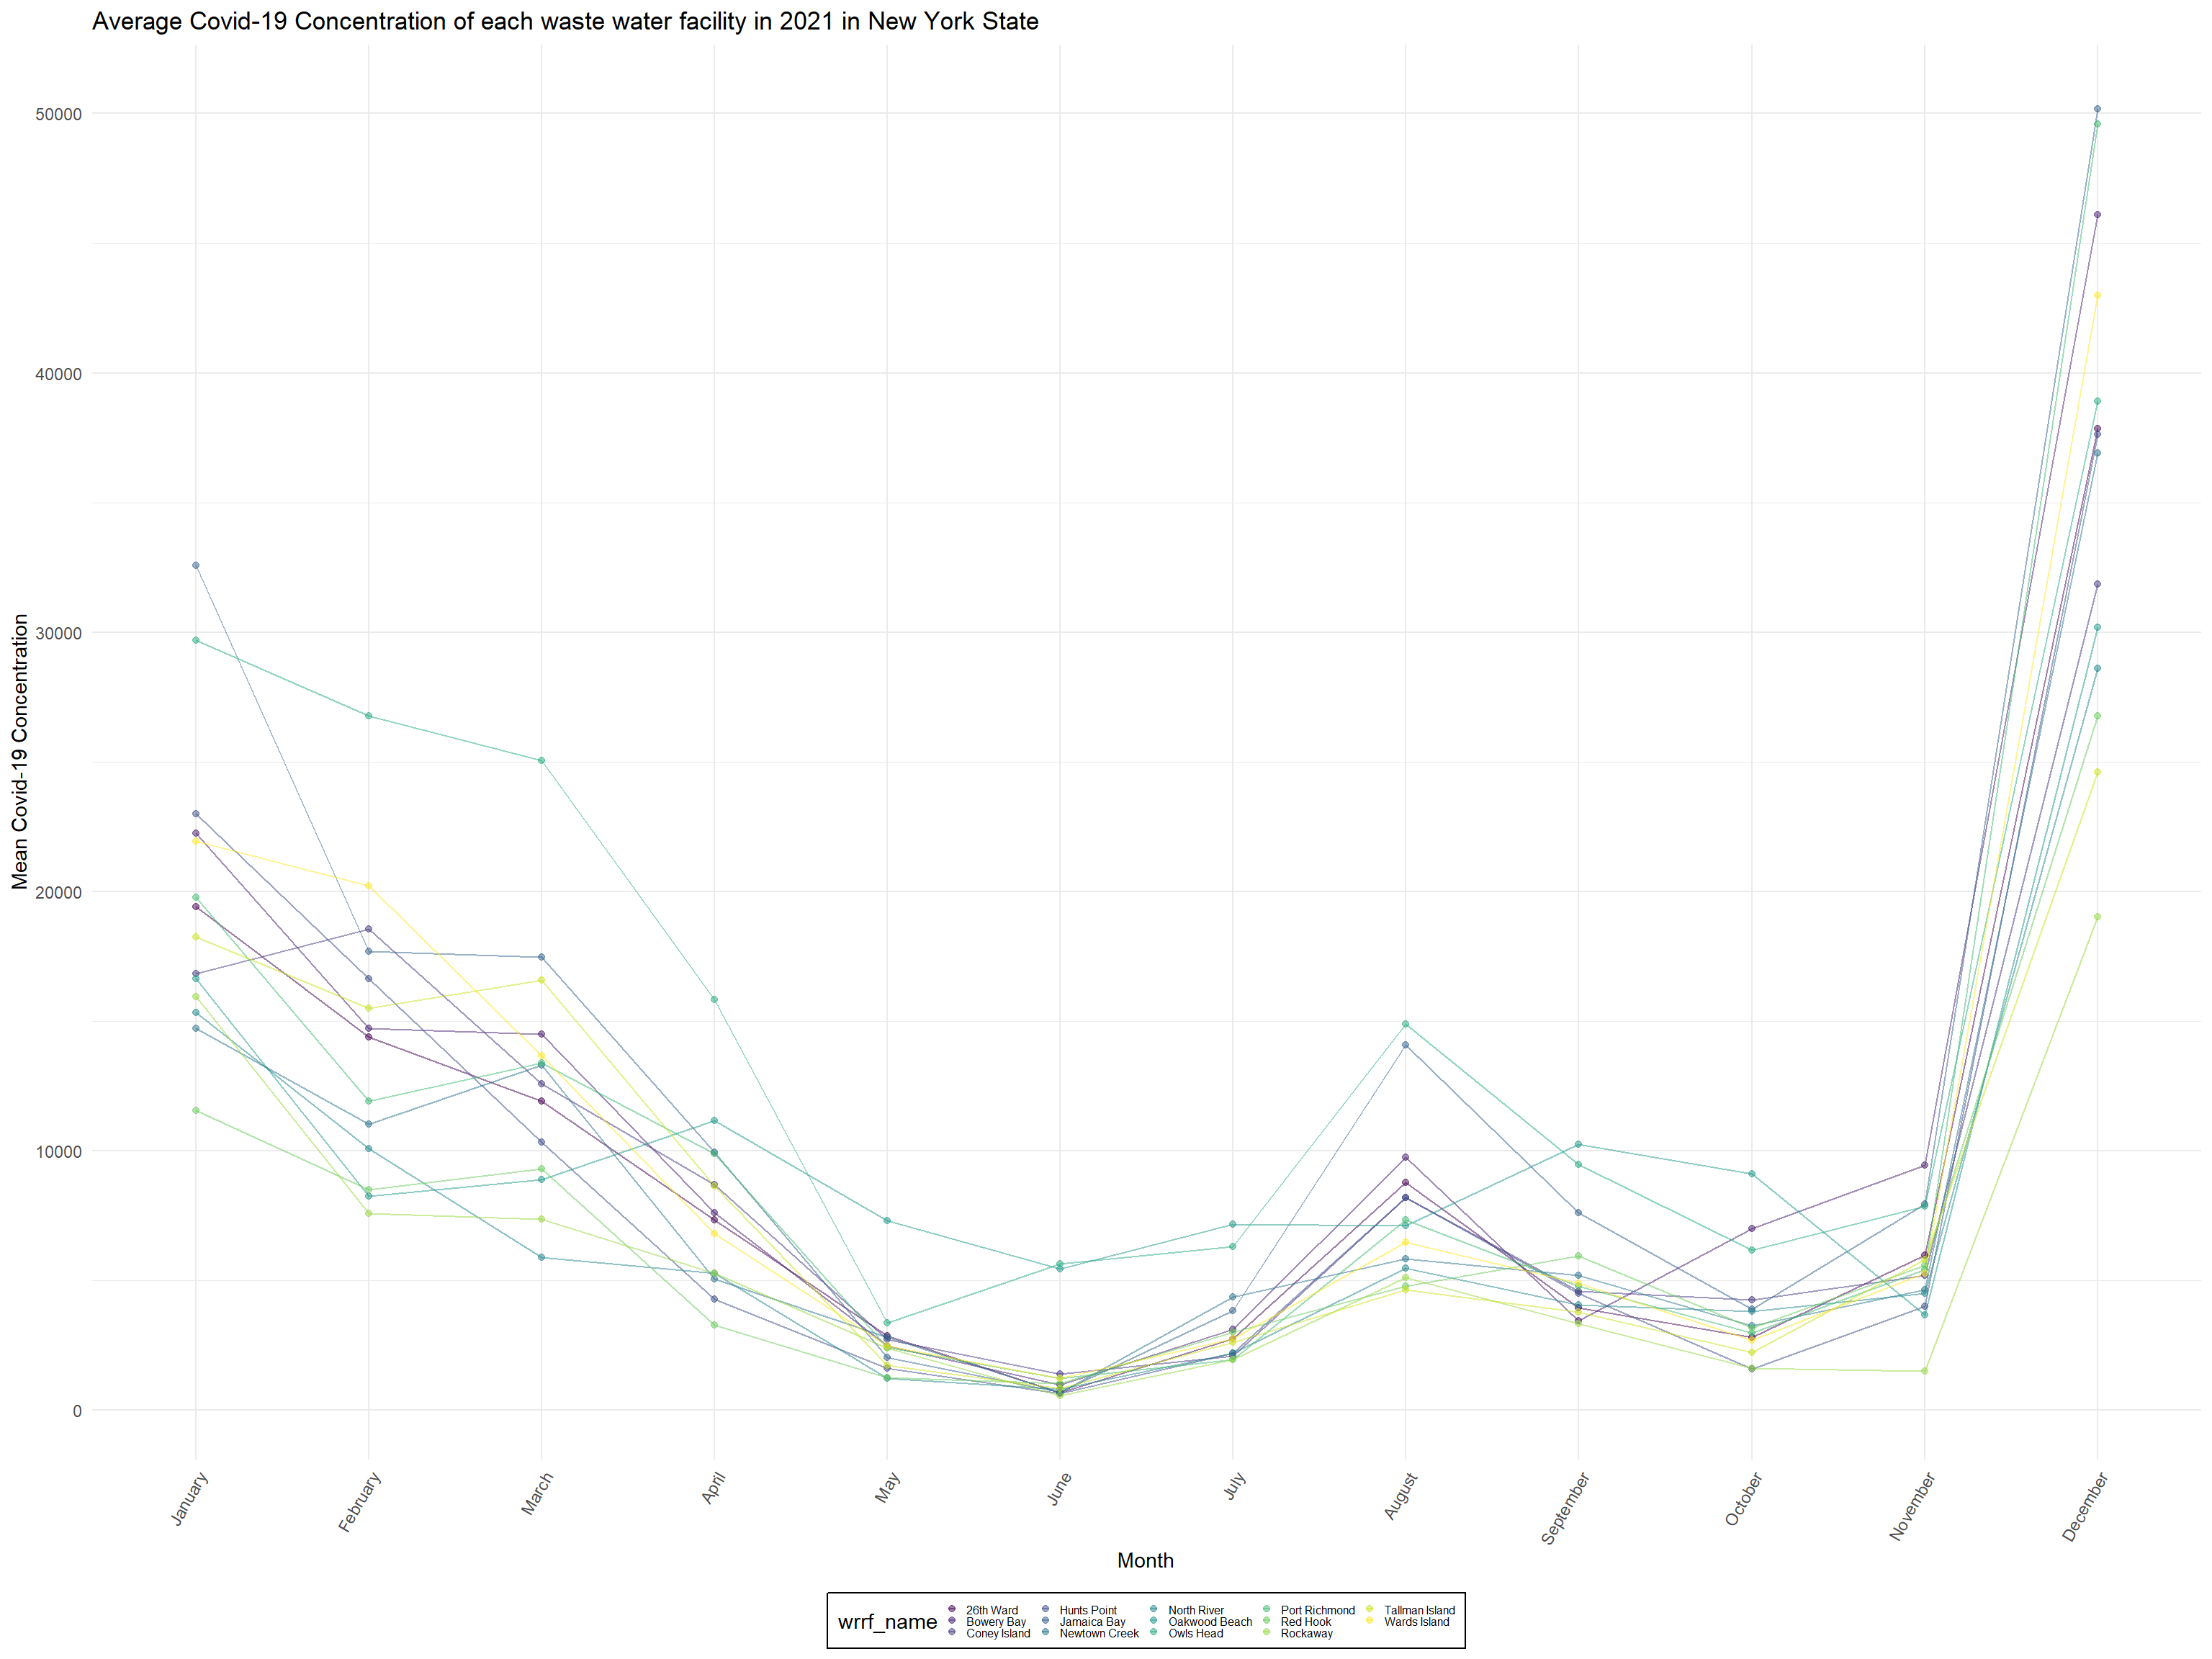 Average Covid-19 Concentration of each waste water facility in 2021 in New York State
Mean Covid-19 Concentration
50000
40000
30000
20000
10000
0
January
February
March
April
May
June
July
August
September
October
November
December
Month
wrrf_name
26th Ward
Bowery Bay
Coney Island
Hunts Point
Jamaica Bay
Newtown Creek
North River
Oakwood Beach
Owls Head
Port Richmond
Red Hook
Rockaway
Tallman Island
Wards Island